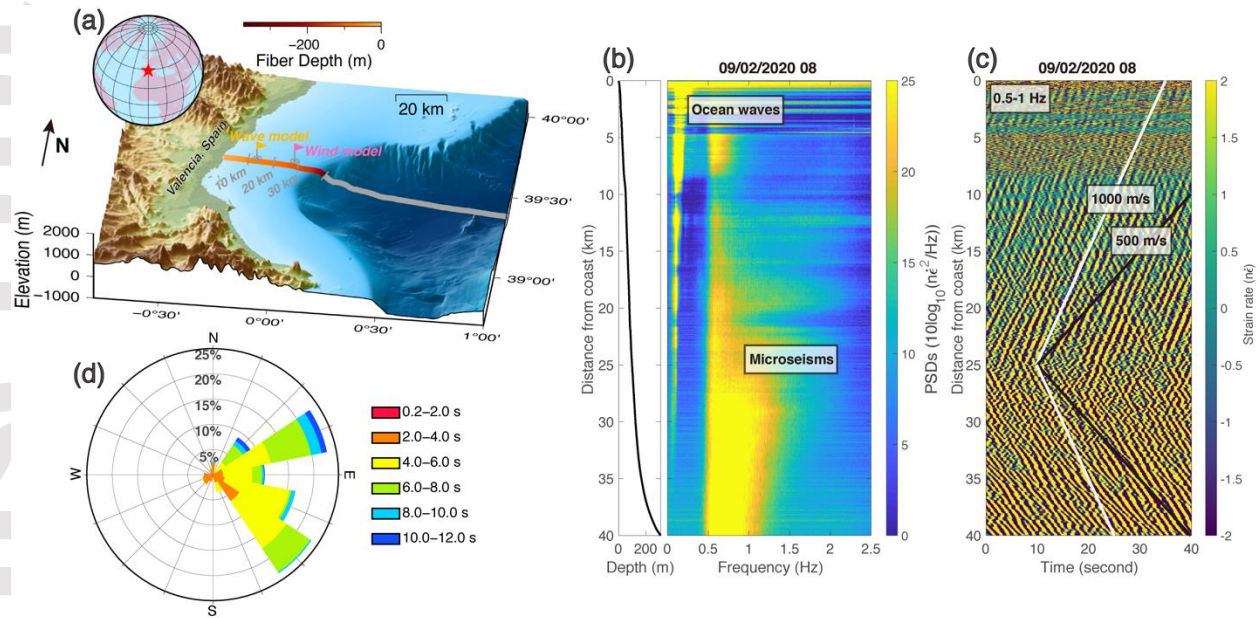 (a)
−200 0
Fiber Depth (m)
20 km
N
Valencia, Spain
Wave model
Wind model
10 km
20 km
30 km
40°00'
39°30'
39°00'
Elevation (m)
2000
1000
0
−1000
−0°30' 0°00' 0°30' 1°00'
(b)
09/02/2020 08
Ocean waves
Microseisms
Distance from coast (km)
0
5
10
15
20
25
30
35
40
0 200
Depth (m)
0 0.5 1 1.5 2 2.5
Frequency (Hz)
25
20
15
10
5
0
PSDs (10log10(nε̇^2/Hz))
(c)
09/02/2020 08
0.5-1 Hz
1000 m/s
500 m/s
Distance from coast (km)
0
5
10
15
20
25
30
35
40
0 10 20 30 40
Time (second)
2
1.5
1
0.5
0
-0.5
-1
-1.5
-2
Strain rate (nε̇)
(d)
N
25%
20%
15%
10%
5%
W
E
S
0.2−2.0 s
2.0−4.0 s
4.0−6.0 s
6.0−8.0 s
8.0−10.0 s
10.0−12.0 s